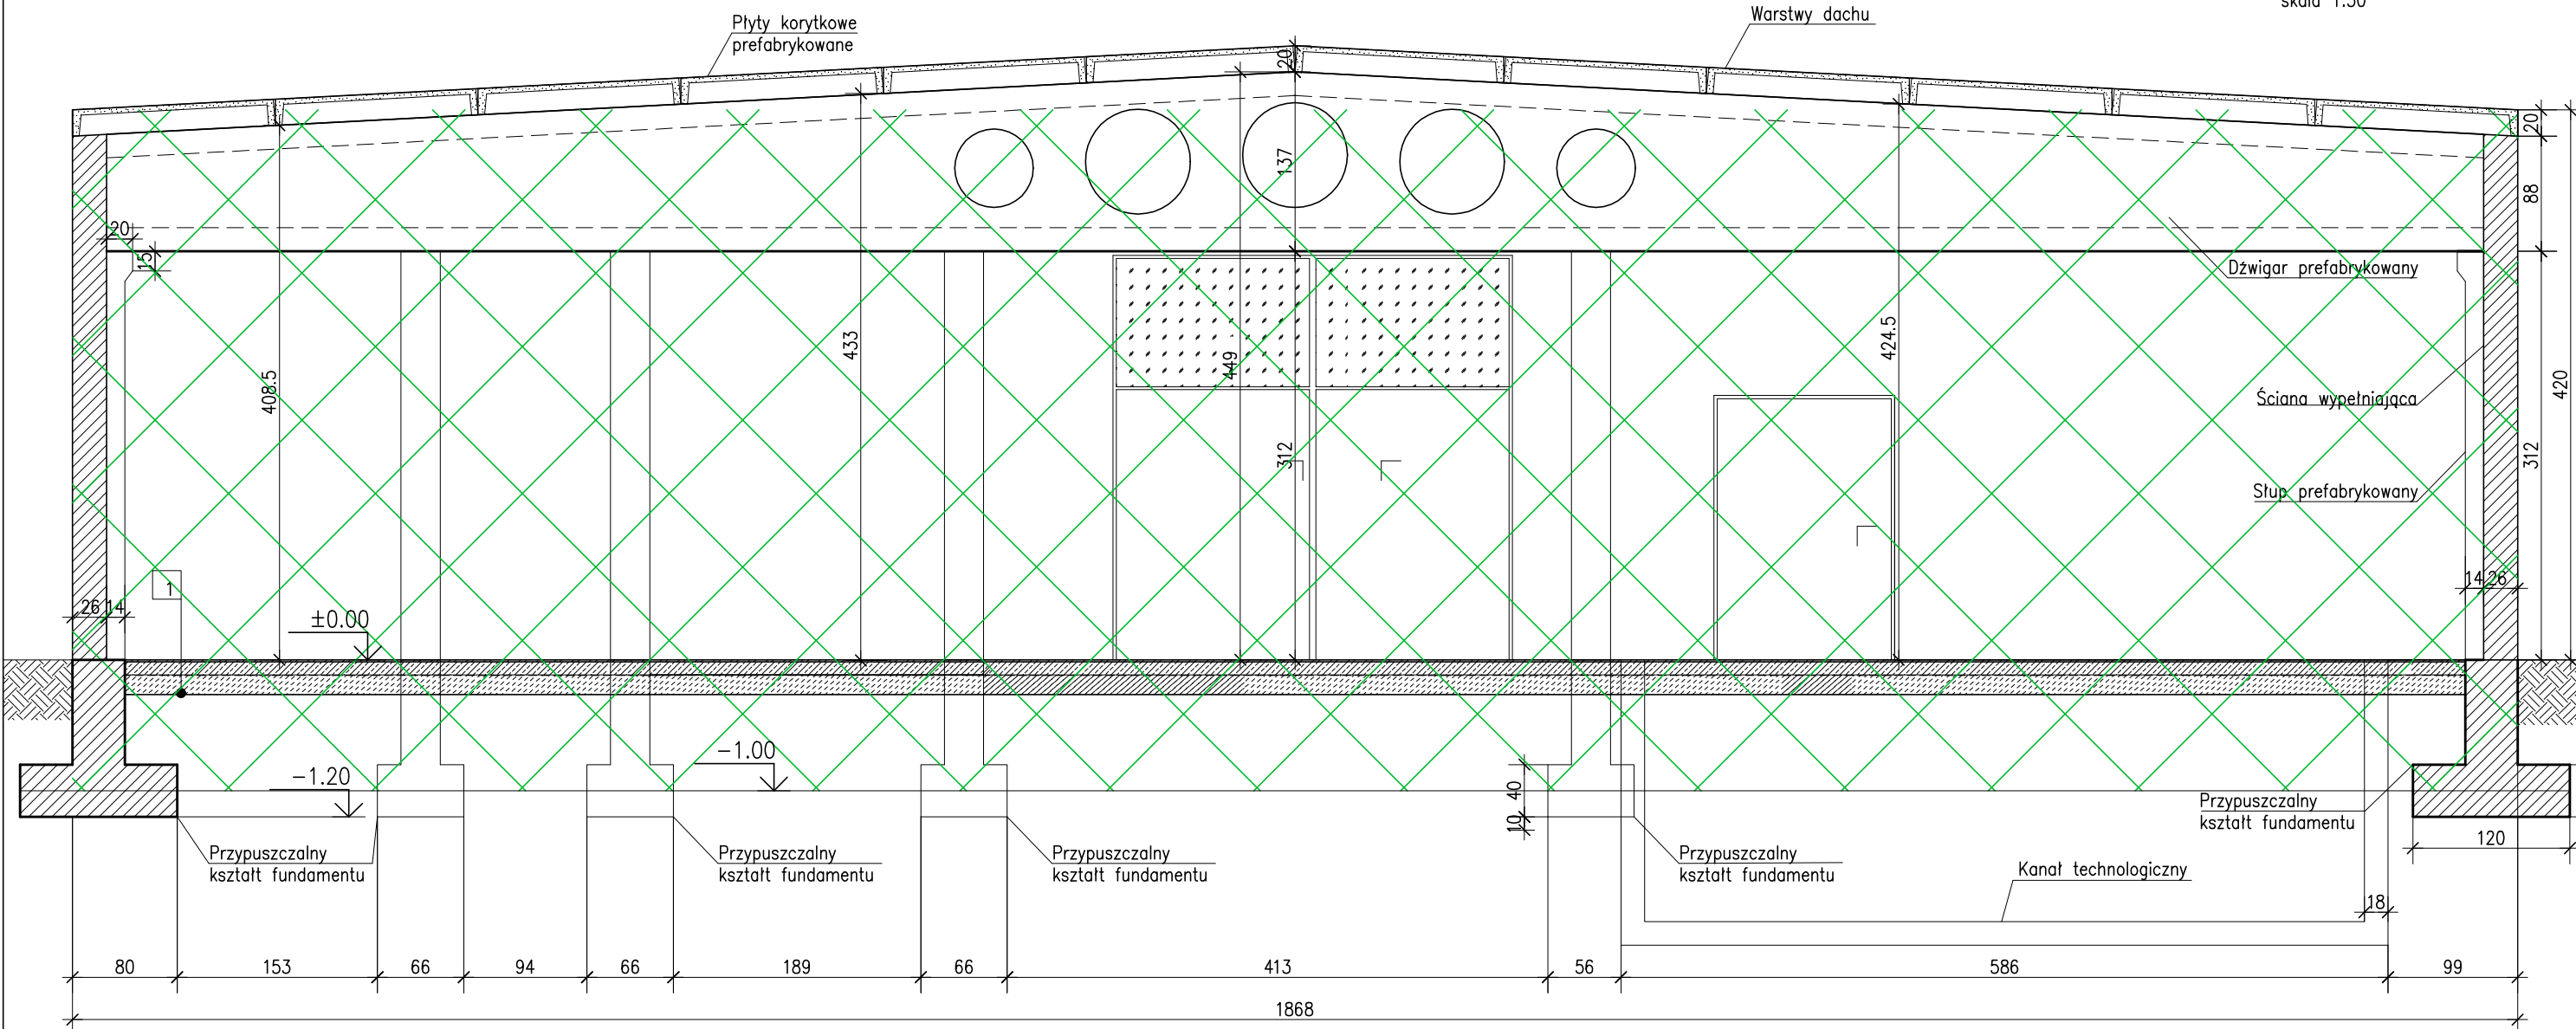 skala 1:50
Płyty korytkowe
prefabrykowane
Warstwy dachu
20
20
137
88
20
15
Dźwigar prefabrykowany
408.5
433
449
424.5
420
Ściana wypełniająca
312
312
Słup prefabrykowany
1
26
14
14
26
±0.00
-1.00
-1.20
40
10
Przypuszczalny
kształt fundamentu
Przypuszczalny
kształt fundamentu
Przypuszczalny
kształt fundamentu
Przypuszczalny
kształt fundamentu
Przypuszczalny
kształt fundamentu
120
Kanał technologiczny
18
80
153
66
94
66
189
66
413
56
586
99
1868